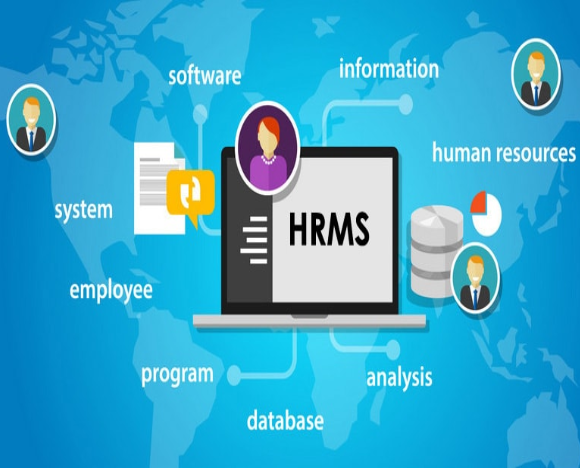 software
information
human resources
system
HRMS
employee
program
analysis
database